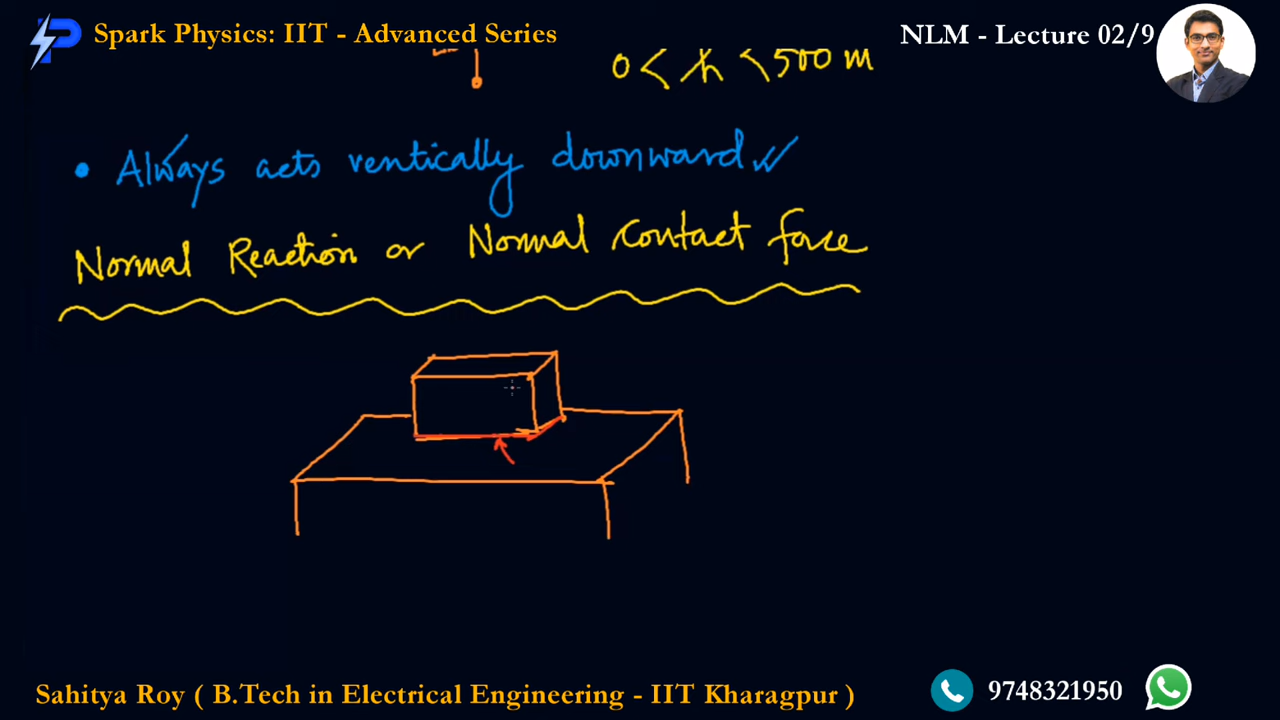 Spark Physics: IIT - Advanced Series
NLM - Lecture 02/9
0 < h < 500 m
• Always acts vertically downward
Normal Reaction or Normal Contact force
Sahitya Roy ( B.Tech in Electrical Engineering - IIT Kharagpur )
9748321950